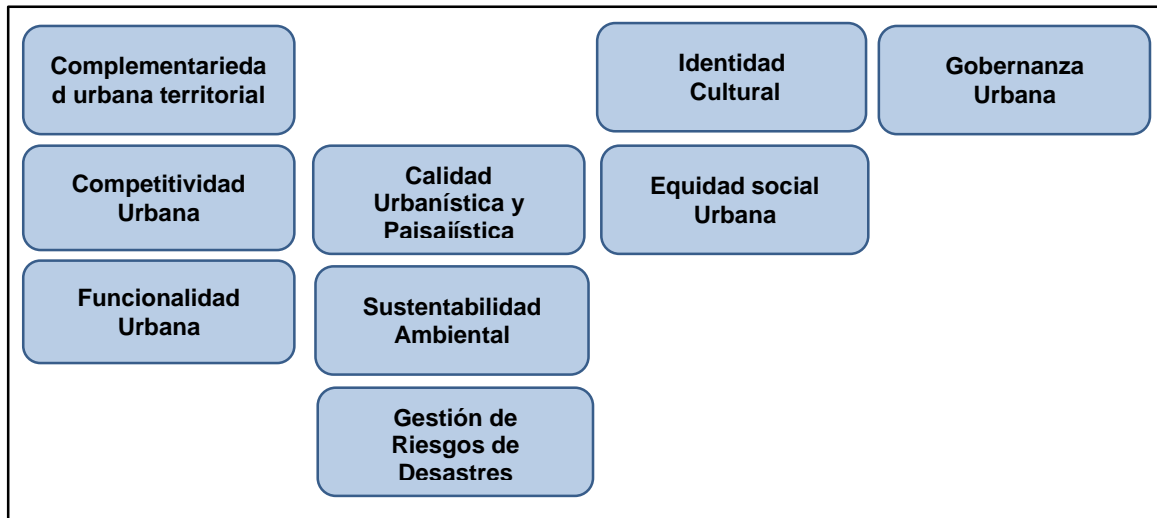 Complementarieda
d urbana territorial
Identidad
Cultural
Gobernanza
Urbana
Competitividad
Urbana
Calidad
Urbanística y
Paisajística
Equidad social
Urbana
Funcionalidad
Urbana
Sustentabilidad
Ambiental
Gestión de
Riesgos de
Desastres